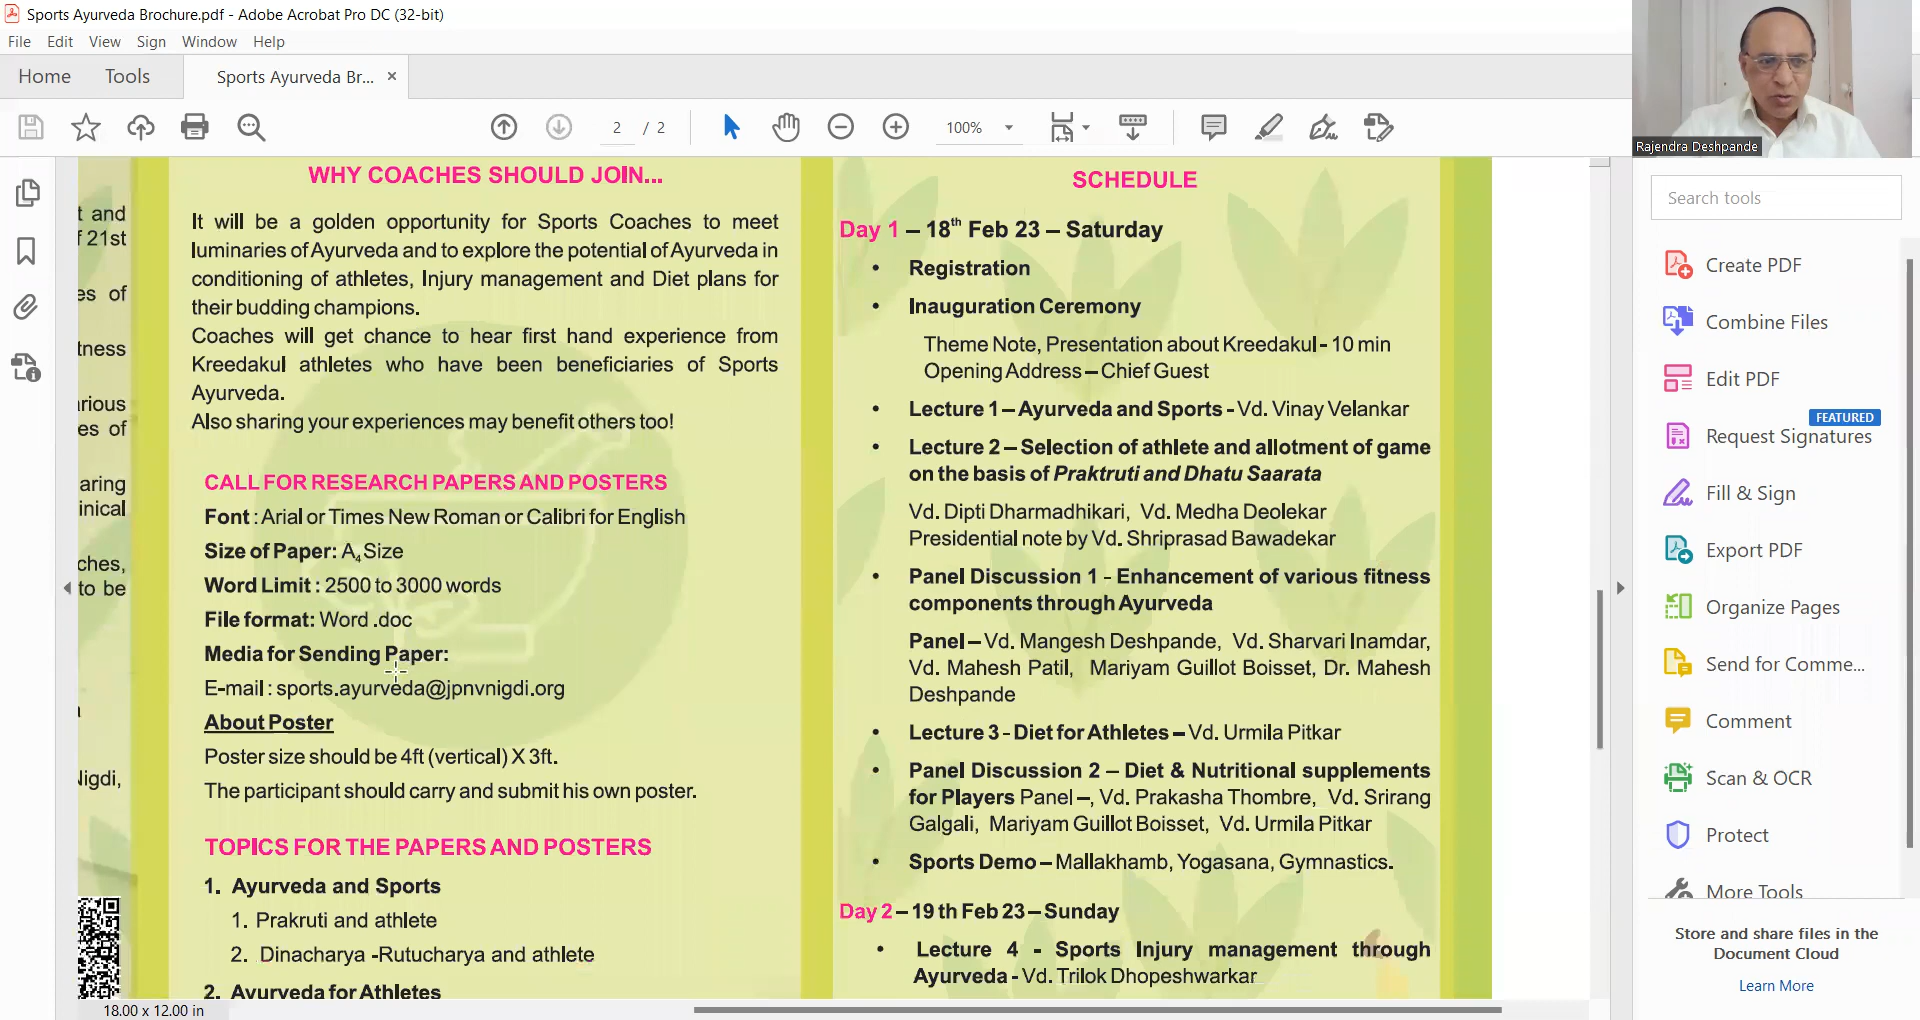 Sports Ayurveda Brochure.pdf - Adobe Acrobat Pro DC (32-bit)
File Edit View Sign Window Help
Home Tools Sports Ayurveda Br... ×
2 / 2 100%
Rajendra Deshpande
t and
f 21st
es of
tness
rious
es of
aring
inical
ches,
to be
Nigdi,
WHY COACHES SHOULD JOIN...
It will be a golden opportunity for Sports Coaches to meet
luminaries of Ayurveda and to explore the potential of Ayurveda in
conditioning of athletes, Injury management and Diet plans for
their budding champions.
Coaches will get chance to hear first hand experience from
Kreedakul athletes who have been beneficiaries of Sports
Ayurveda.
Also sharing your experiences may benefit others too!
CALL FOR RESEARCH PAPERS AND POSTERS
Font : Arial or Times New Roman or Calibri for English
Size of Paper: A4 Size
Word Limit : 2500 to 3000 words
File format: Word .doc
Media for Sending Paper:
E-mail : sports.ayurveda@jpnvnigdi.org
About Poster
Poster size should be 4ft (vertical) X 3ft.
The participant should carry and submit his own poster.
TOPICS FOR THE PAPERS AND POSTERS
1. Ayurveda and Sports
1. Prakruti and athlete
2. Dinacharya -Rutucharya and athlete
2. Ayurveda for Athletes
SCHEDULE
Day 1 – 18th Feb 23 – Saturday
• Registration
• Inauguration Ceremony
Theme Note, Presentation about Kreedakul - 10 min
Opening Address – Chief Guest
• Lecture 1 – Ayurveda and Sports - Vd. Vinay Velankar
• Lecture 2 – Selection of athlete and allotment of game
on the basis of Praktruti and Dhatu Saarata
Vd. Dipti Dharmadhikari, Vd. Medha Deolekar
Presidential note by Vd. Shriprasad Bawadekar
• Panel Discussion 1 - Enhancement of various fitness
components through Ayurveda
Panel – Vd. Mangesh Deshpande, Vd. Sharvari Inamdar,
Vd. Mahesh Patil, Mariyam Guillot Boisset, Dr. Mahesh
Deshpande
• Lecture 3 - Diet for Athletes – Vd. Urmila Pitkar
• Panel Discussion 2 – Diet & Nutritional supplements
for Players Panel –, Vd. Prakasha Thombre, Vd. Srirang
Galgali, Mariyam Guillot Boisset, Vd. Urmila Pitkar
• Sports Demo – Mallakhamb, Yogasana, Gymnastics.
Day 2 – 19 th Feb 23 – Sunday
• Lecture 4 - Sports Injury management through
Ayurveda - Vd. Trilok Dhopeshwarkar
18.00 x 12.00 in
Search tools
Create PDF
Combine Files
Edit PDF
FEATURED
Request Signatures
Fill & Sign
Export PDF
Organize Pages
Send for Comme...
Comment
Scan & OCR
Protect
More Tools
Store and share files in the
Document Cloud
Learn More